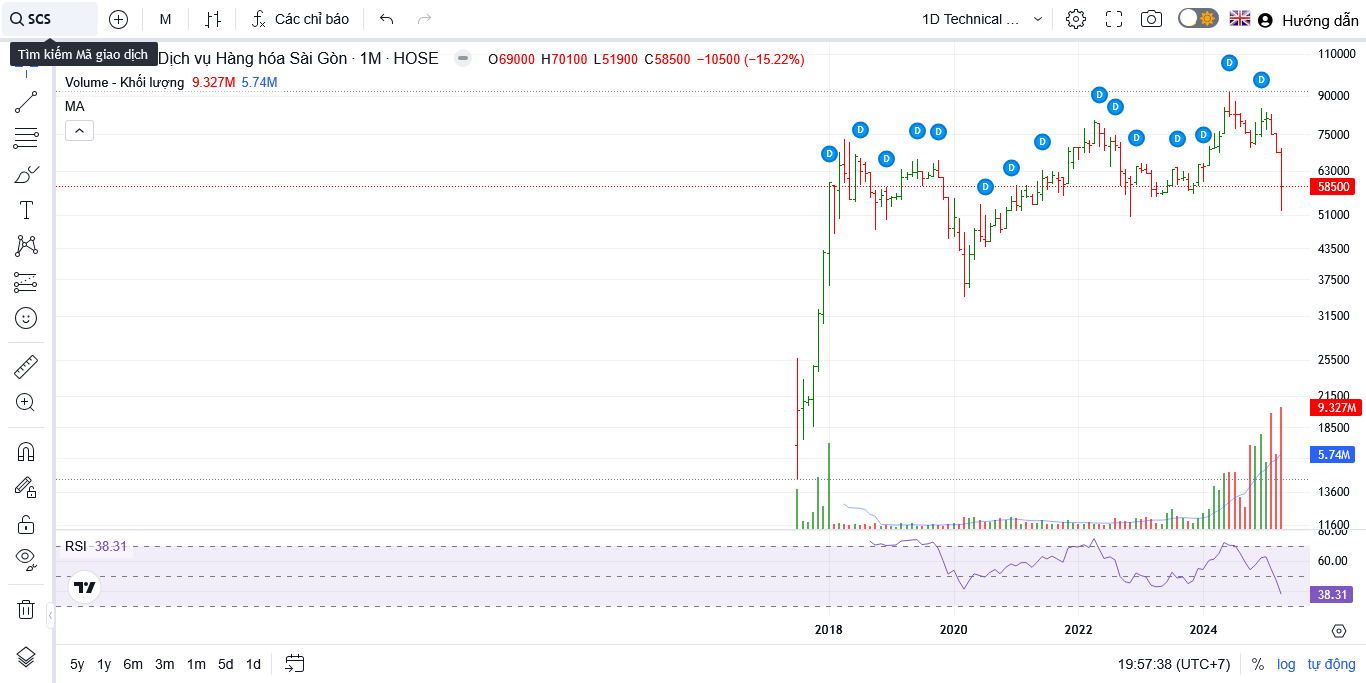 SCS
M
Các chỉ báo
1D Technical ...
Hướng dẫn
Tìm kiếm Mã giao dịch
Dịch vụ Hàng hóa Sài Gòn · 1M · HOSE
O69000 H70100 L51900 C58500 −10500 (−15.22%)
Volume - Khối lượng 9.327M 5.74M
MA
D D D D D D D D D D D D D D D
110000
90000
75000
63000
58500
51000
43500
37500
31500
25500
21500
9.327M
18500
5.74M
13600
11600
80.00
RSI 38.31
60.00
38.31
2018 2020 2022 2024
5y 1y 6m 3m 1m 5d 1d
19:57:38 (UTC+7) % log tự động